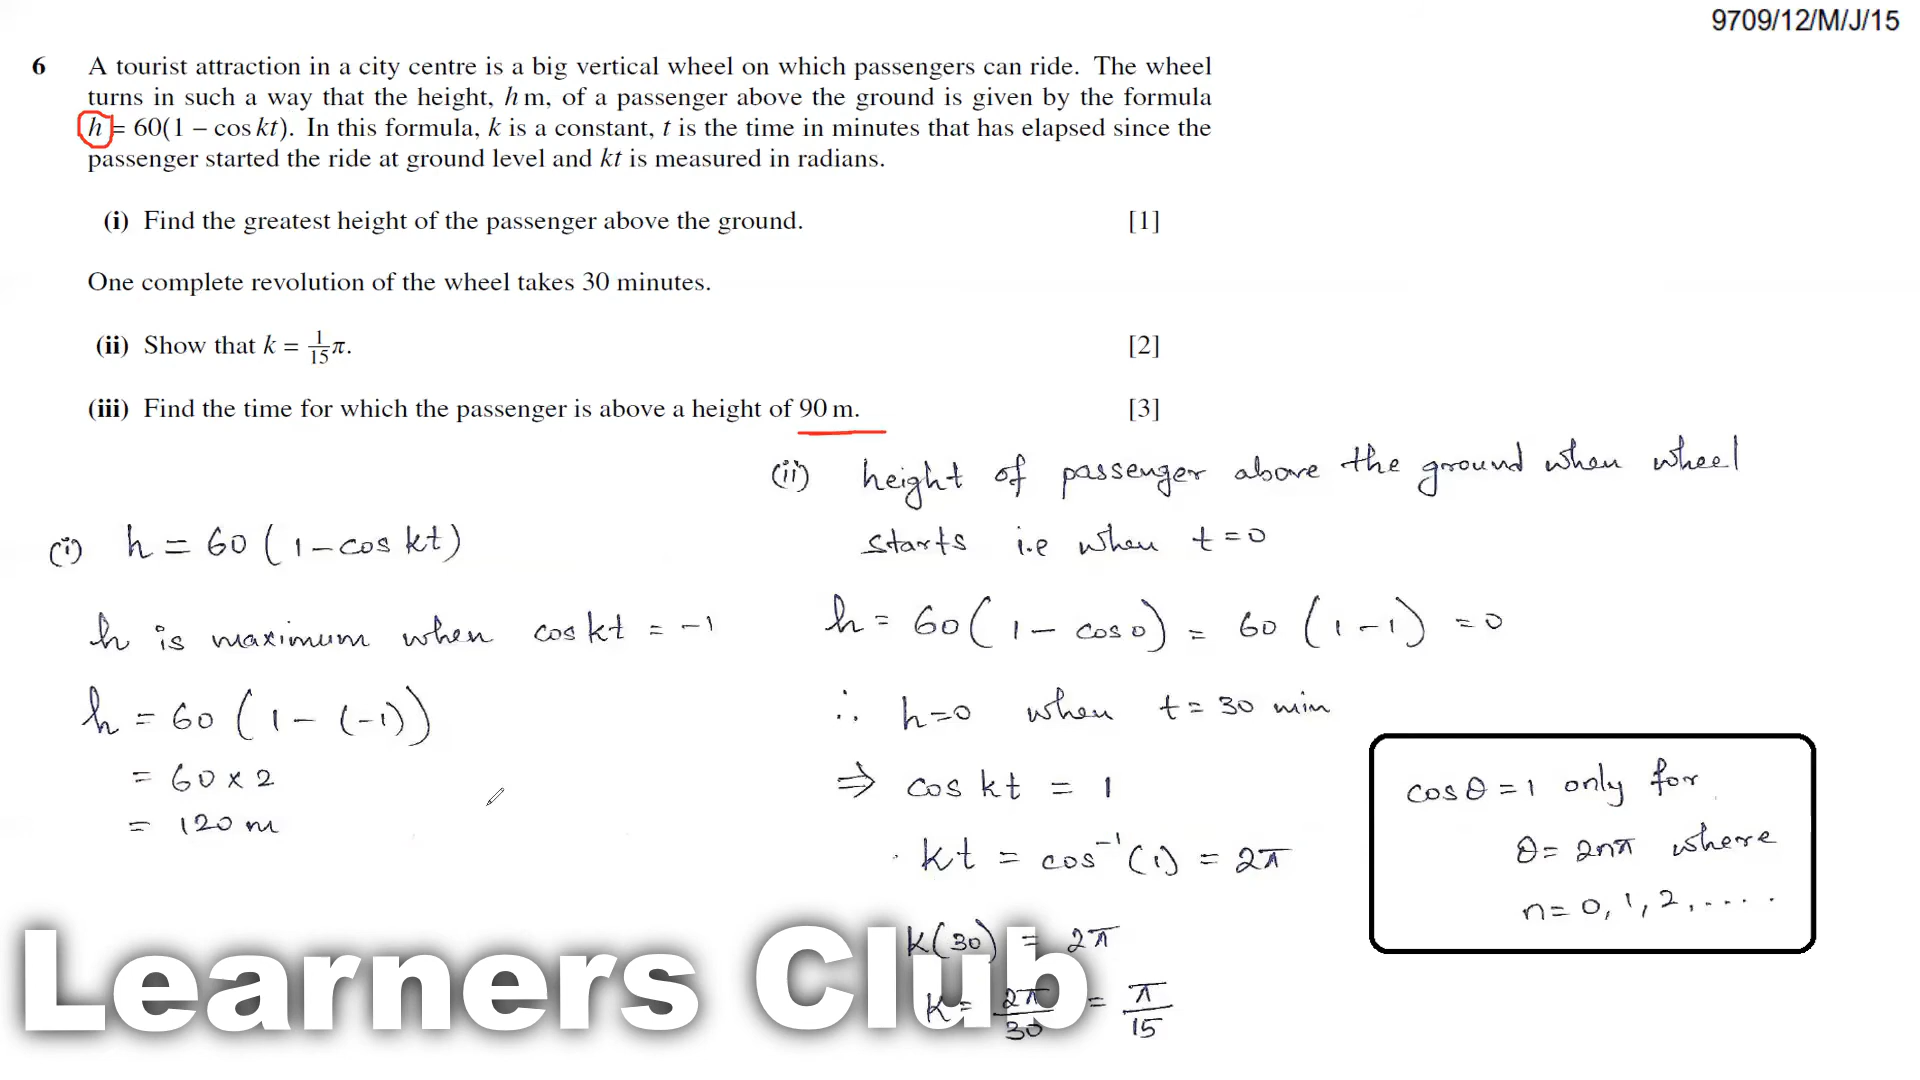 9709/12/M/J/15
6 A tourist attraction in a city centre is a big vertical wheel on which passengers can ride. The wheel
turns in such a way that the height, h m, of a passenger above the ground is given by the formula
h = 60(1 − cos kt). In this formula, k is a constant, t is the time in minutes that has elapsed since the
passenger started the ride at ground level and kt is measured in radians.
(i) Find the greatest height of the passenger above the ground. [1]
One complete revolution of the wheel takes 30 minutes.
(ii) Show that k = 1/15 π. [2]
(iii) Find the time for which the passenger is above a height of 90 m. [3]
(i) h = 60 (1 - cos kt)
h is maximum when cos kt = -1
h = 60 (1 - (-1))
= 60 × 2
= 120 m
(ii) height of passenger above the ground when wheel
starts i.e when t = 0
h = 60 (1 - cos 0) = 60 (1 - 1) = 0
∴ h=0 when t = 30 min
⇒ cos kt = 1
kt = cos⁻¹ (1) = 2π
k(30) = 2π
k = 2π/30 = π/15
cos θ = 1 only for
θ = 2nπ where
n = 0, 1, 2, ....
Learners Club